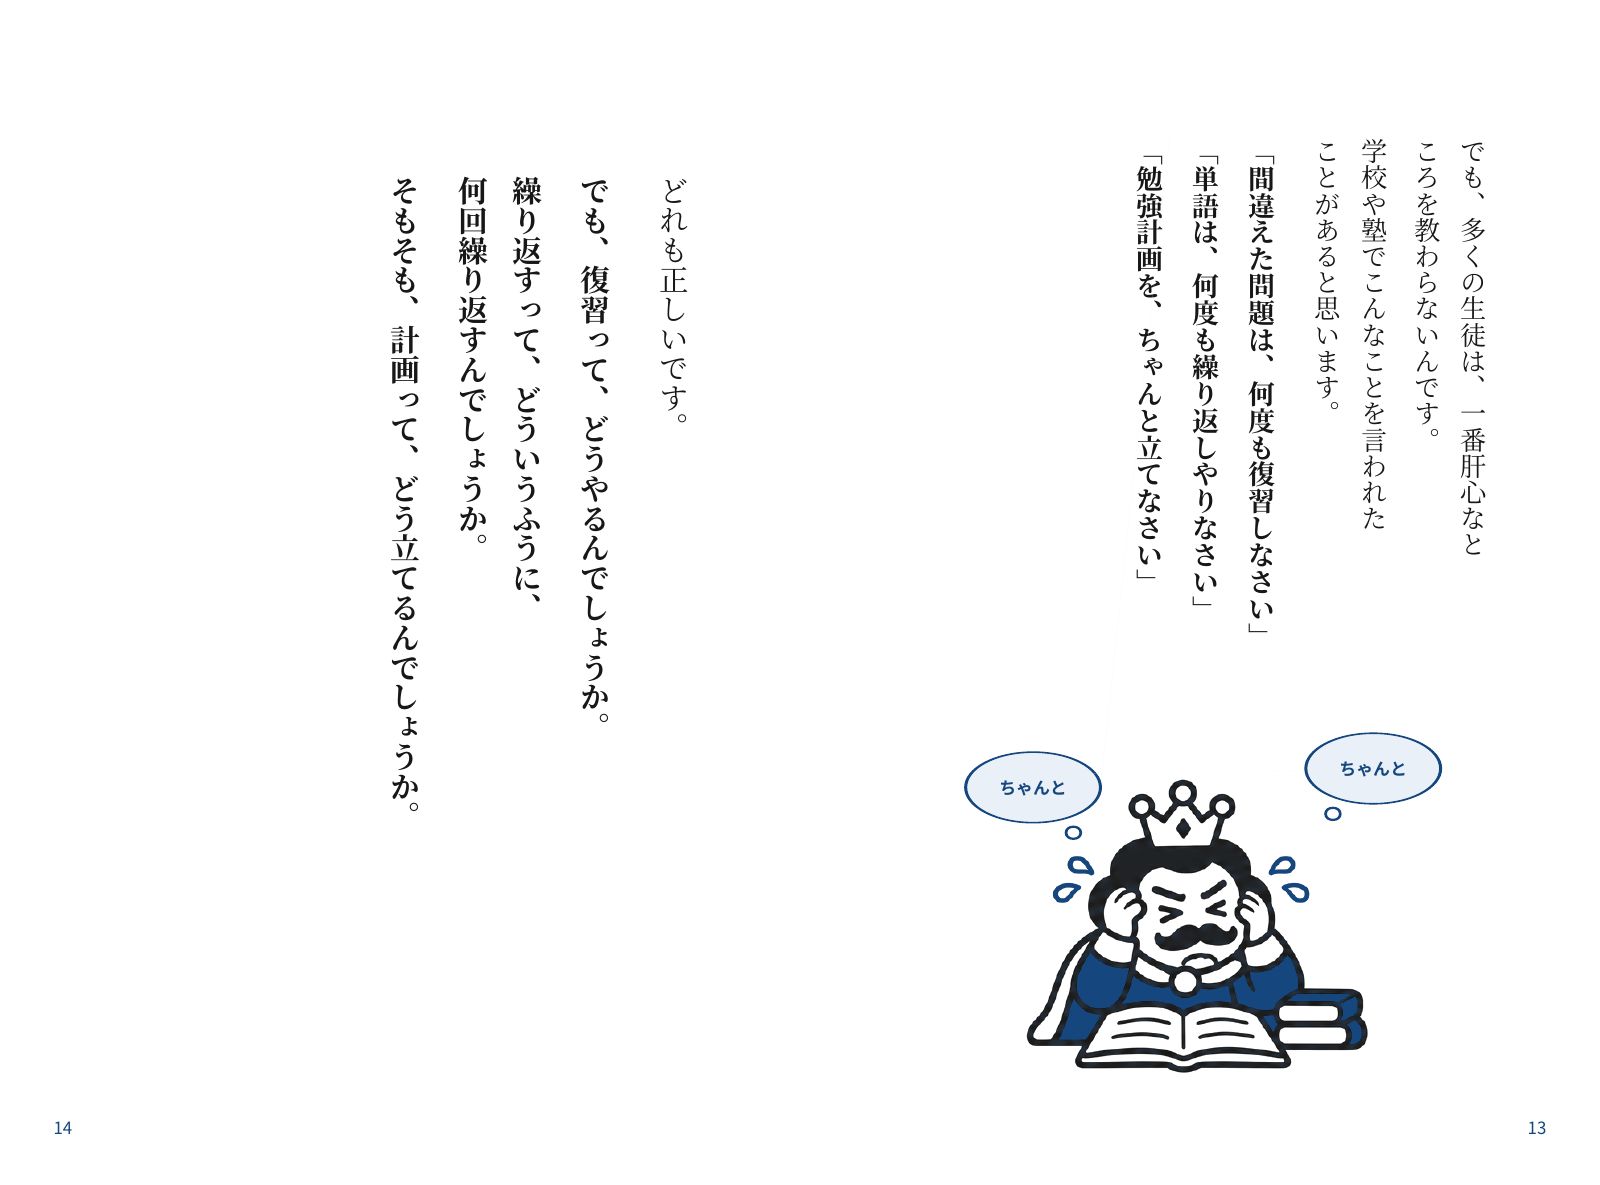 でも、多くの生徒は、一番肝心なと
ころを教わらないんです。
学校や塾でこんなことを言われた
ことがあると思います。
「間違えた問題は、何度も復習しなさい」
「単語は、何度も繰り返しやりなさい」
「勉強計画を、ちゃんと立てなさい」
ちゃんと
ちゃんと
13
どれも正しいです。
でも、復習って、どうやるんでしょうか。
繰り返すって、どういうふうに、
何回繰り返すんでしょうか。
そもそも、計画って、どう立てるんでしょうか。
14